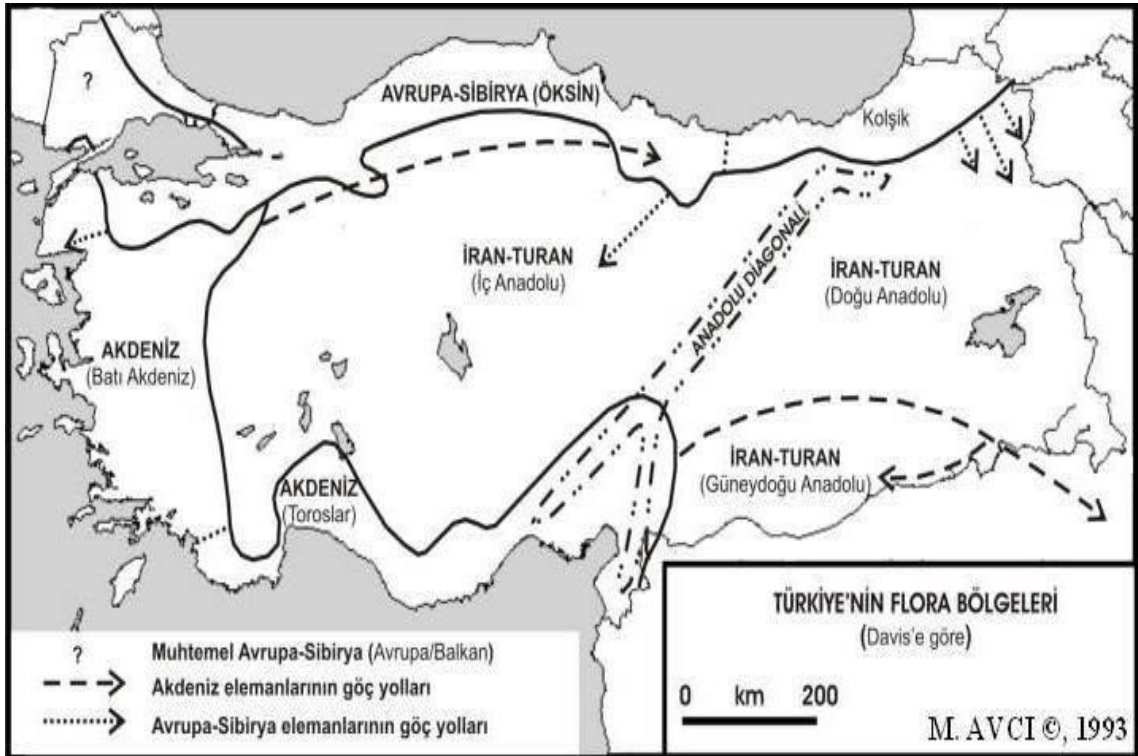 ?
AVRUPA-SİBİRYA (ÖKSİN)
Kolşik
İRAN-TURAN
(İç Anadolu)
ANADOLU DIAGONALİ
İRAN-TURAN
(Doğu Anadolu)
AKDENİZ
(Batı Akdeniz)
AKDENİZ
(Toroslar)
İRAN-TURAN
(Güneydoğu Anadolu)
TÜRKİYE'NİN FLORA BÖLGELERİ
(Davis'e göre)
0 km 200
M. AVCI ©, 1993
? Muhtemel Avrupa-Sibirya (Avrupa/Balkan)
Akdeniz elemanlarının göç yolları
Avrupa-Sibirya elemanlarının göç yolları